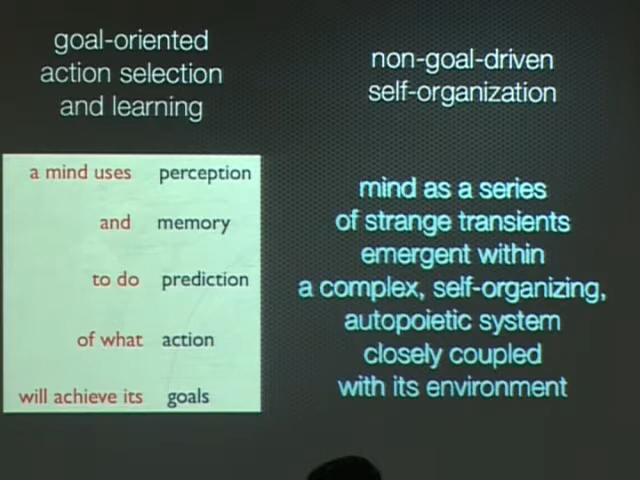 goal-oriented
action selection
and learning
a mind uses perception
and memory
to do prediction
of what action
will achieve its goals
non-goal-driven
self-organization
mind as a series
of strange transients
emergent within
a complex, self-organizing,
autopoietic system
closely coupled
with its environment